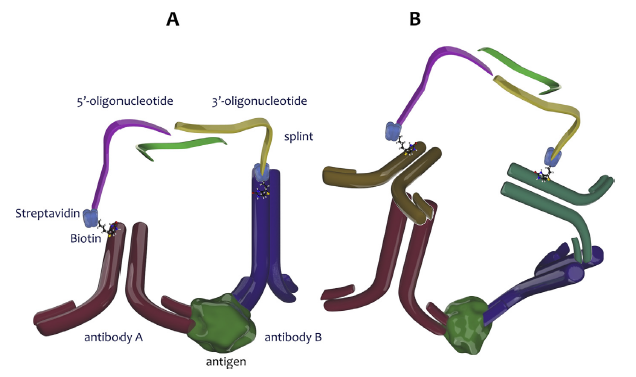 A
B
5'-oligonucleotide
3'-oligonucleotide
splint
Streptavidin
Biotin
antibody A
antibody B
antigen